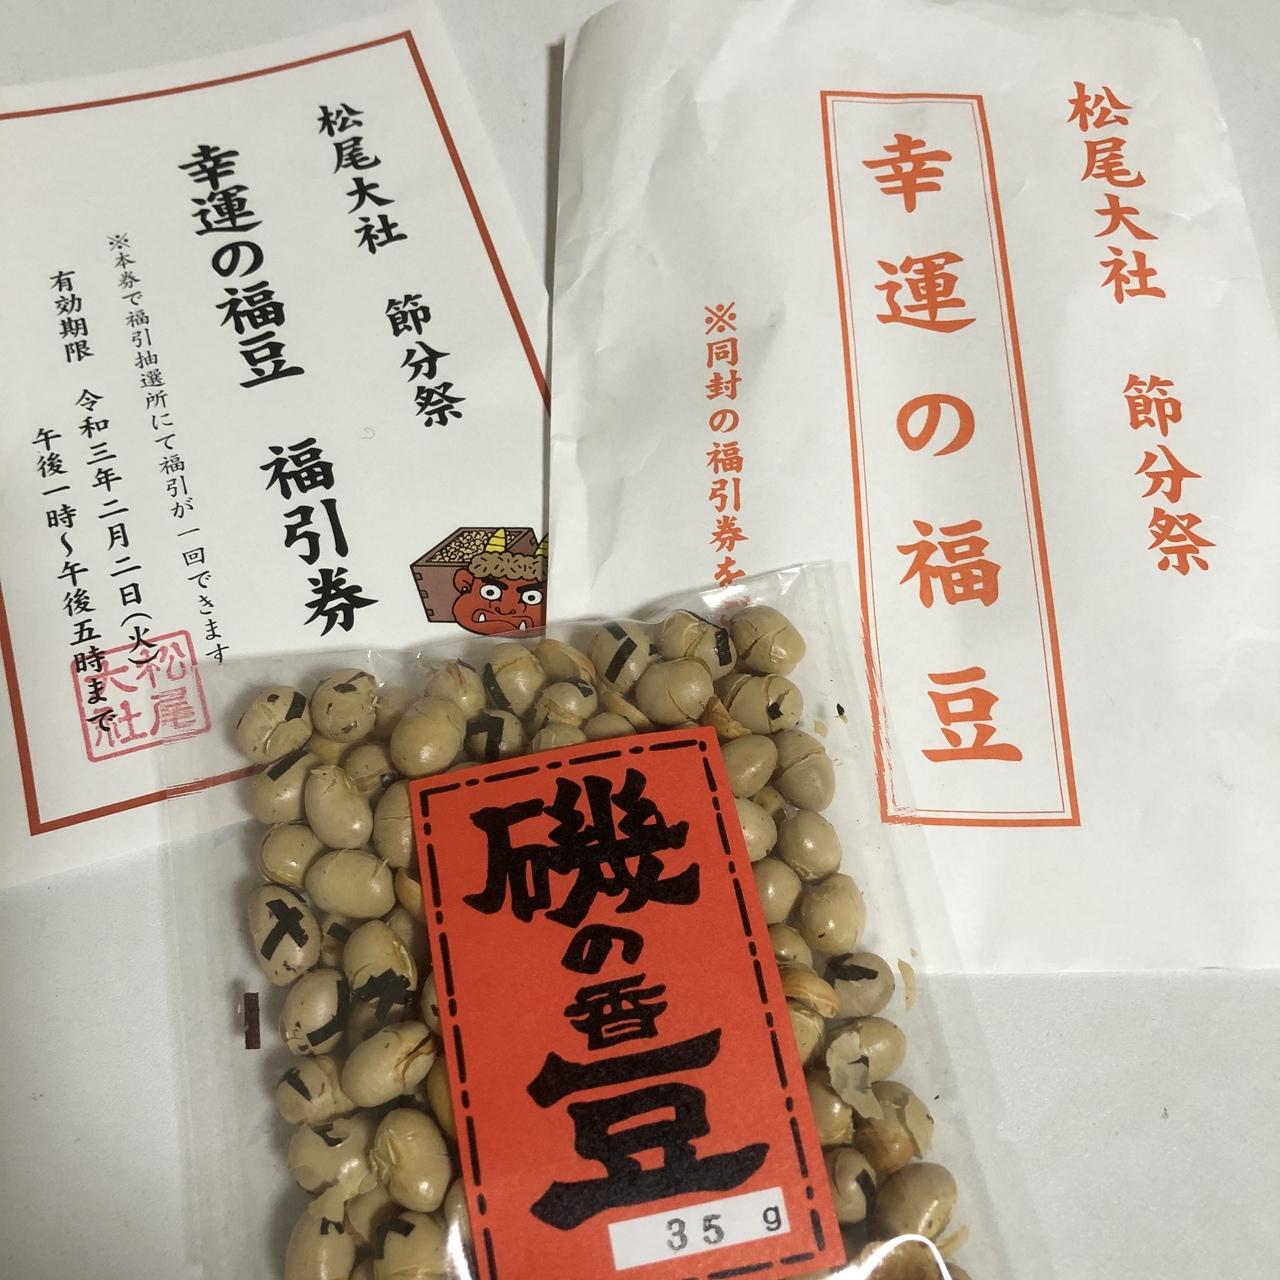 松尾大社 節分祭
幸運の福豆 福引券
※本券で福引抽選所にて福引が一回できます
有効期限 令和三年二月二日(火)
午後一時～午後五時まで
松尾
大社
松尾大社 節分祭
幸運の福豆
※同封の福引券を
磯の香豆
35g